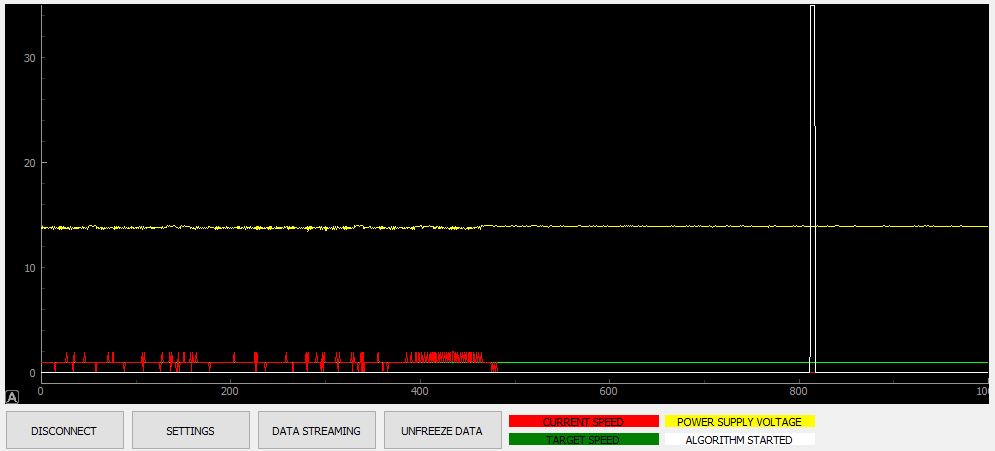 30
20
10
0
0 200 400 600 800 100
A
DISCONNECT SETTINGS DATA STREAMING UNFREEZE DATA CURRENT SPEED POWER SUPPLY VOLTAGE
TARGET SPEED ALGORITHM STARTED